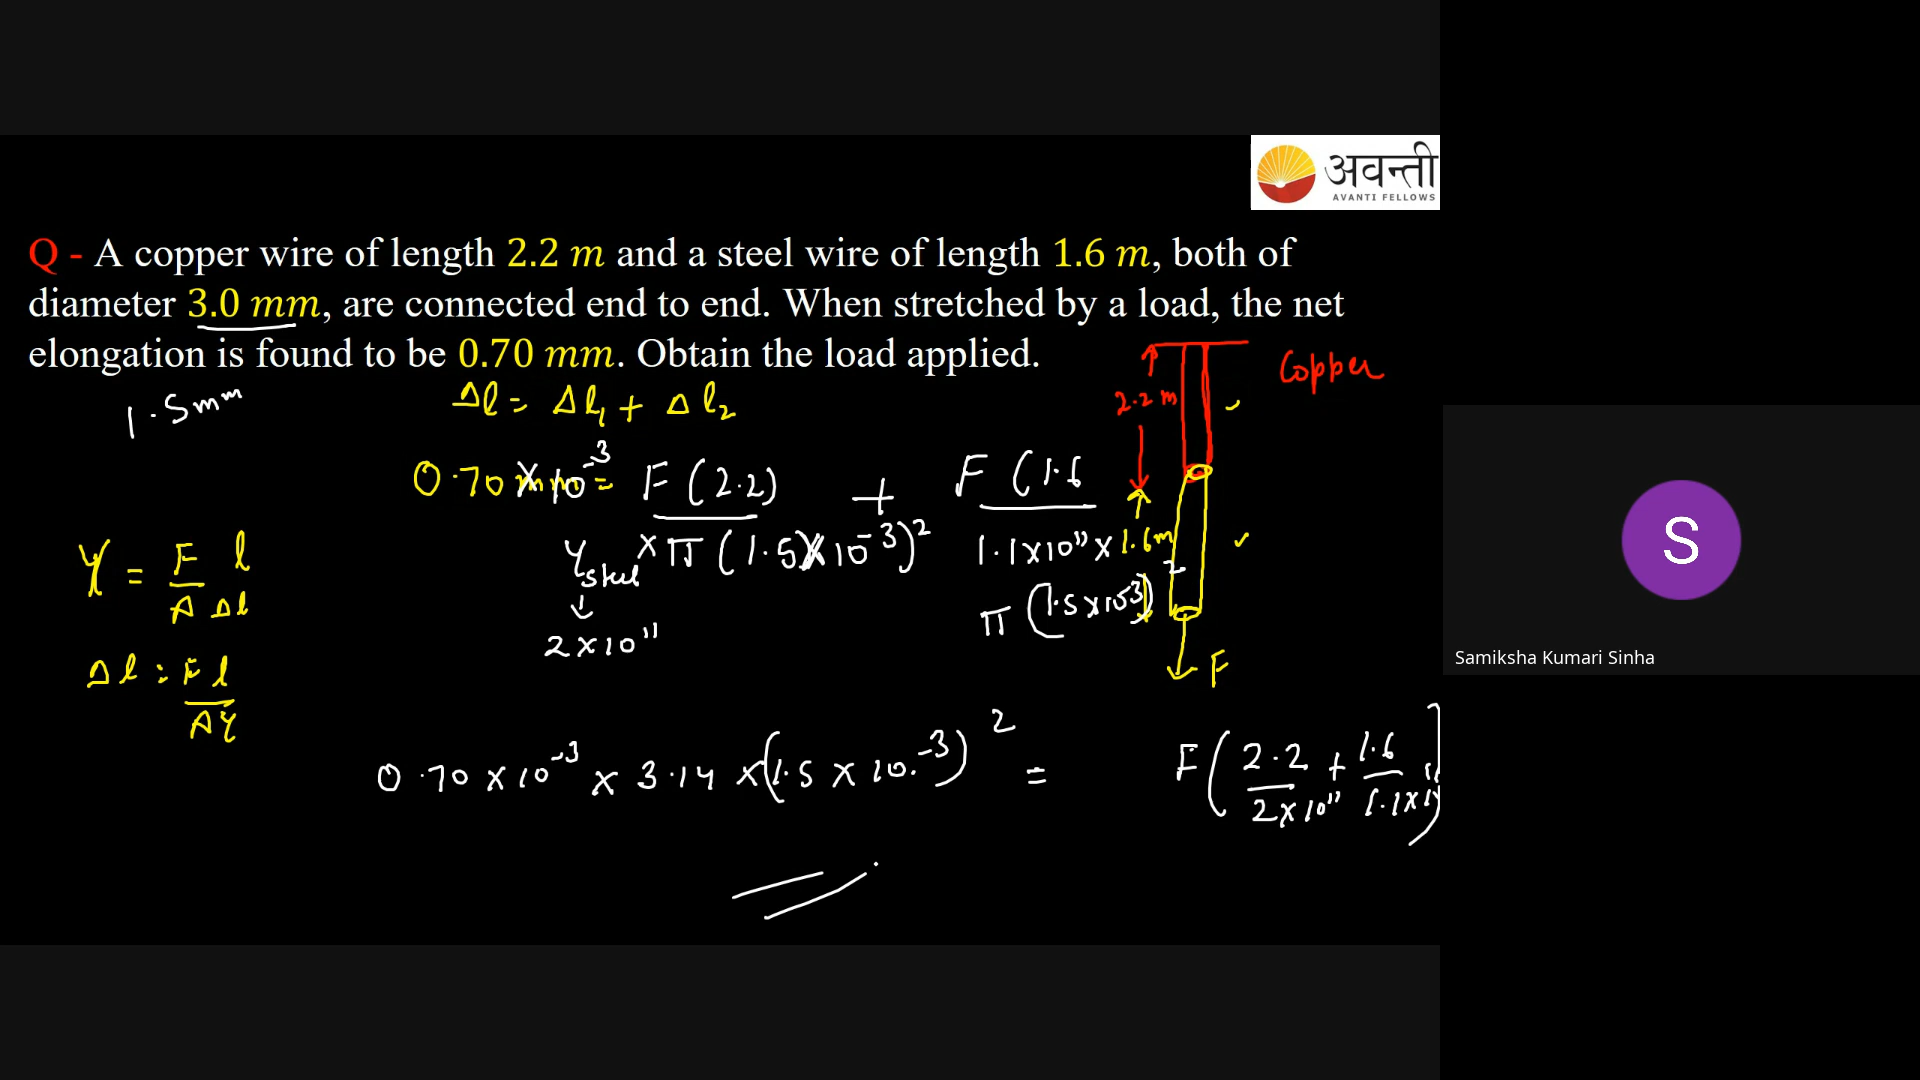 अवन्ती
AVANTI FELLOWS
Q - A copper wire of length 2.2 m and a steel wire of length 1.6 m, both of
diameter 3.0 mm, are connected end to end. When stretched by a load, the net
elongation is found to be 0.70 mm. Obtain the load applied.
1.5mm
Δl = Δl₁ + Δl₂
Copper
2.2 m
0.70 × 10⁻³ = F (2.2) / Y steel × π (1.5 × 10⁻³)² + F (1.6 / 1.1×10¹¹ × π (1.5×10⁻³)²
↓
2×10¹¹
1.6m
F
Y = F l / A Δl
Δl = F l / A Y
0.70 × 10⁻³ × 3.14 × (1.5 × 10⁻³)² = F ( 2.2 / 2×10¹¹ + 1.6 / 1.1×1
S
Samiksha Kumari Sinha